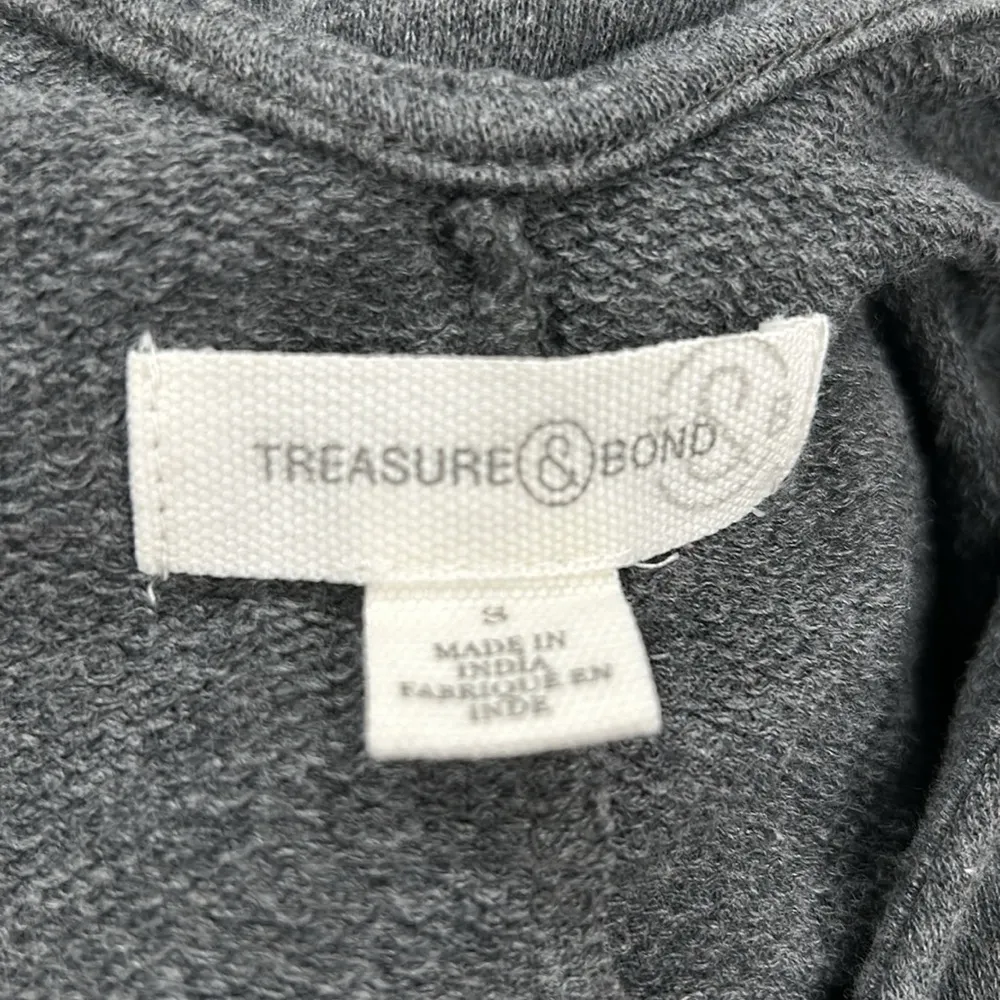 TREASURE & BOND
S
MADE IN
INDIA
FABRIQUÉ EN
INDE